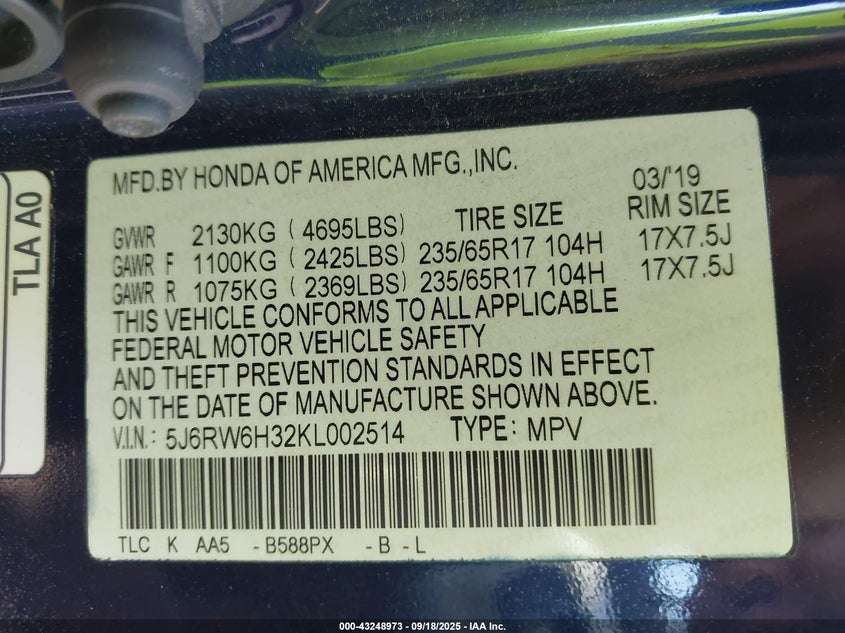 MFD.BY HONDA OF AMERICA MFG.,INC.
03/'19
GVWR 2130KG ( 4695LBS) TIRE SIZE RIM SIZE
GAWR F 1100KG ( 2425LBS) 235/65R17 104H 17X7.5J
GAWR R 1075KG ( 2369LBS) 235/65R17 104H 17X7.5J
THIS VEHICLE CONFORMS TO ALL APPLICABLE
FEDERAL MOTOR VEHICLE SAFETY
AND THEFT PREVENTION STANDARDS IN EFFECT
ON THE DATE OF MANUFACTURE SHOWN ABOVE.
V.I.N.: 5J6RW6H32KL002514 TYPE: MPV
TLC K AA5 -B588PX -B -L
TLA A0
000-43248973 - 09/18/2025 - IAA Inc.